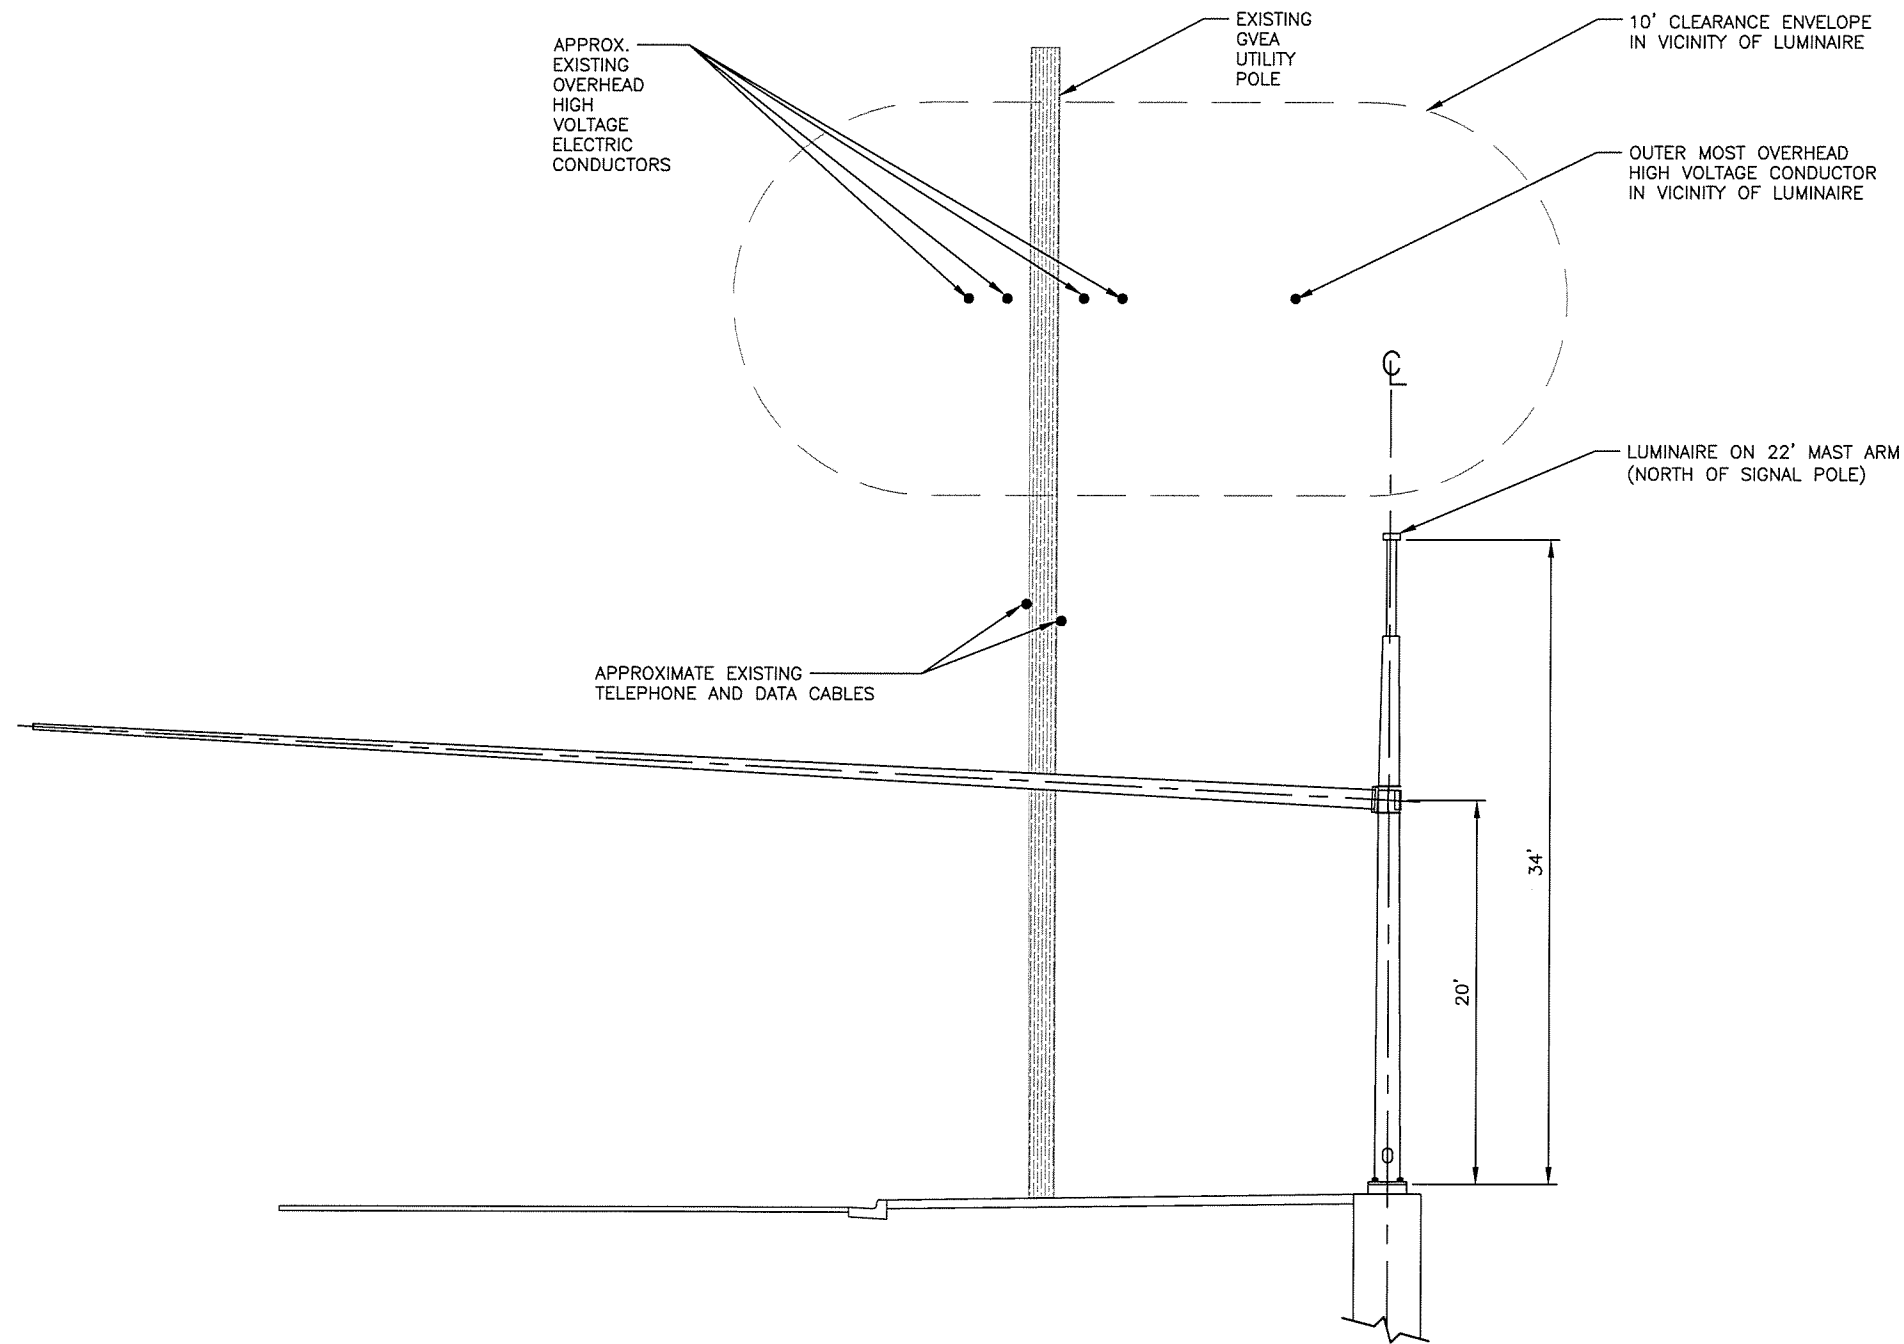 APPROX.
EXISTING
OVERHEAD
HIGH
VOLTAGE
ELECTRIC
CONDUCTORS
EXISTING
GVEA
UTILITY
POLE
10' CLEARANCE ENVELOPE
IN VICINITY OF LUMINAIRE
OUTER MOST OVERHEAD
HIGH VOLTAGE CONDUCTOR
IN VICINITY OF LUMINAIRE
CL
LUMINAIRE ON 22' MAST ARM
(NORTH OF SIGNAL POLE)
APPROXIMATE EXISTING
TELEPHONE AND DATA CABLES
34'
20'